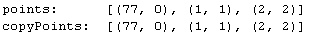 points:     [(77, 0), (1, 1), (2, 2)]
copyPoints: [(77, 0), (1, 1), (2, 2)]